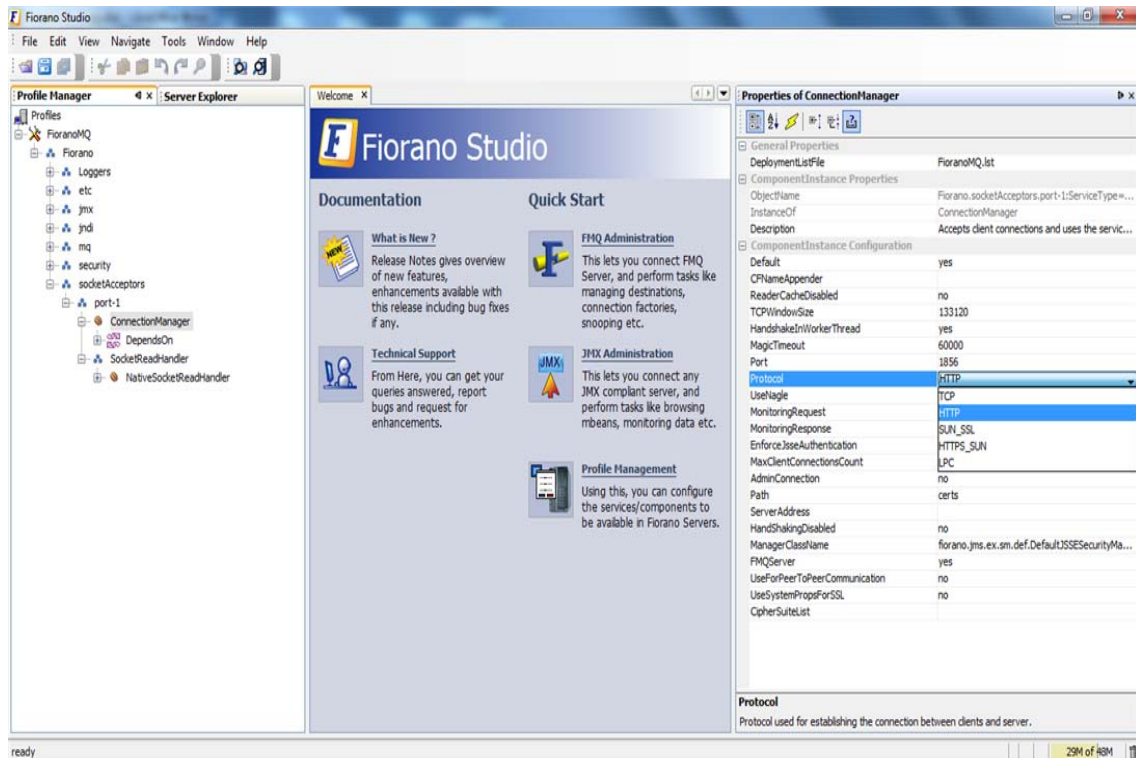 Fiorano Studio
File Edit View Navigate Tools Window Help
Profile Manager
Server Explorer
Profiles
FioranoMQ
Fiorano
Loggers
etc
jmx
jndi
mq
security
socketAcceptors
port-1
ConnectionManager
DependsOn
SocketReadHandler
NativeSocketReadHandler
Welcome
Fiorano Studio
Documentation
What is New ?
Release Notes gives overview
of new features,
enhancements available with
this release including bug fixes
if any.
Technical Support
From Here, you can get your
queries answered, report
bugs and request for
enhancements.
Quick Start
FMQ Administration
This lets you connect FMQ
Server, and perform tasks like
managing destinations,
connection factories,
snooping etc.
JMX Administration
This lets you connect any
JMX compliant server, and
perform tasks like browsing
mbeans, monitoring data etc.
Profile Management
Using this, you can configure
the services/components to
be available in Fiorano Servers.
Properties of ConnectionManager
General Properties
DeploymentListFile FioranoMQ.lst
ComponentInstance Properties
ObjectName Fiorano.socketAcceptors.port-1:ServiceType=...
InstanceOf ConnectionManager
Description Accepts client connections and uses the servic...
ComponentInstance Configuration
Default yes
CFNameAppender
ReaderCacheDisabled no
TCPWindowSize 133120
HandshakeInWorkerThread yes
MagicTimeout 60000
Port 1856
Protocol HTTP
UseNagle TCP
MonitoringRequest HTTP
MonitoringResponse SUN_SSL
EnforceJsseAuthentication HTTPS_SUN
MaxClientConnectionsCount LPC
AdminConnection no
Path certs
ServerAddress
HandShakingDisabled no
ManagerClassName fiorano.jms.ex.sm.def.DefaultJSSESecurityMa...
FMQServer yes
UseForPeerToPeerCommunication no
UseSystemPropsForSSL no
CipherSuiteList
Protocol
Protocol used for establishing the connection between clients and server.
ready
29M of 48M